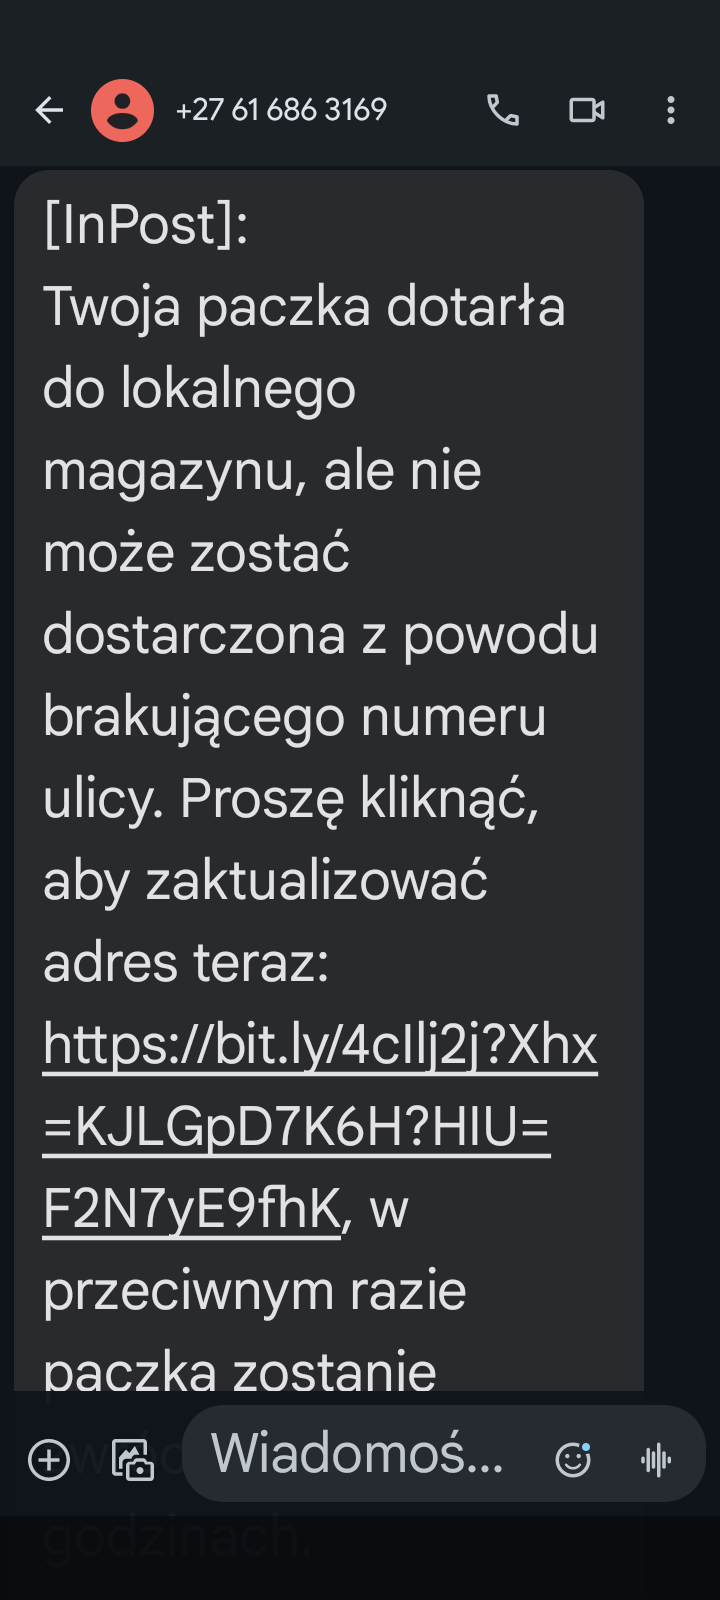 +27 61 686 3169
[InPost]:
Twoja paczka dotarła
do lokalnego
magazynu, ale nie
może zostać
dostarczona z powodu
brakującego numeru
ulicy. Proszę kliknąć,
aby zaktualizować
adres teraz:
https://bit.ly/4cIlj2j?Xhx
=KJLGpD7K6H?HIU=
F2N7yE9fhK, w
przeciwnym razie
paczka zostanie
Wiadomoś...
godzinach.